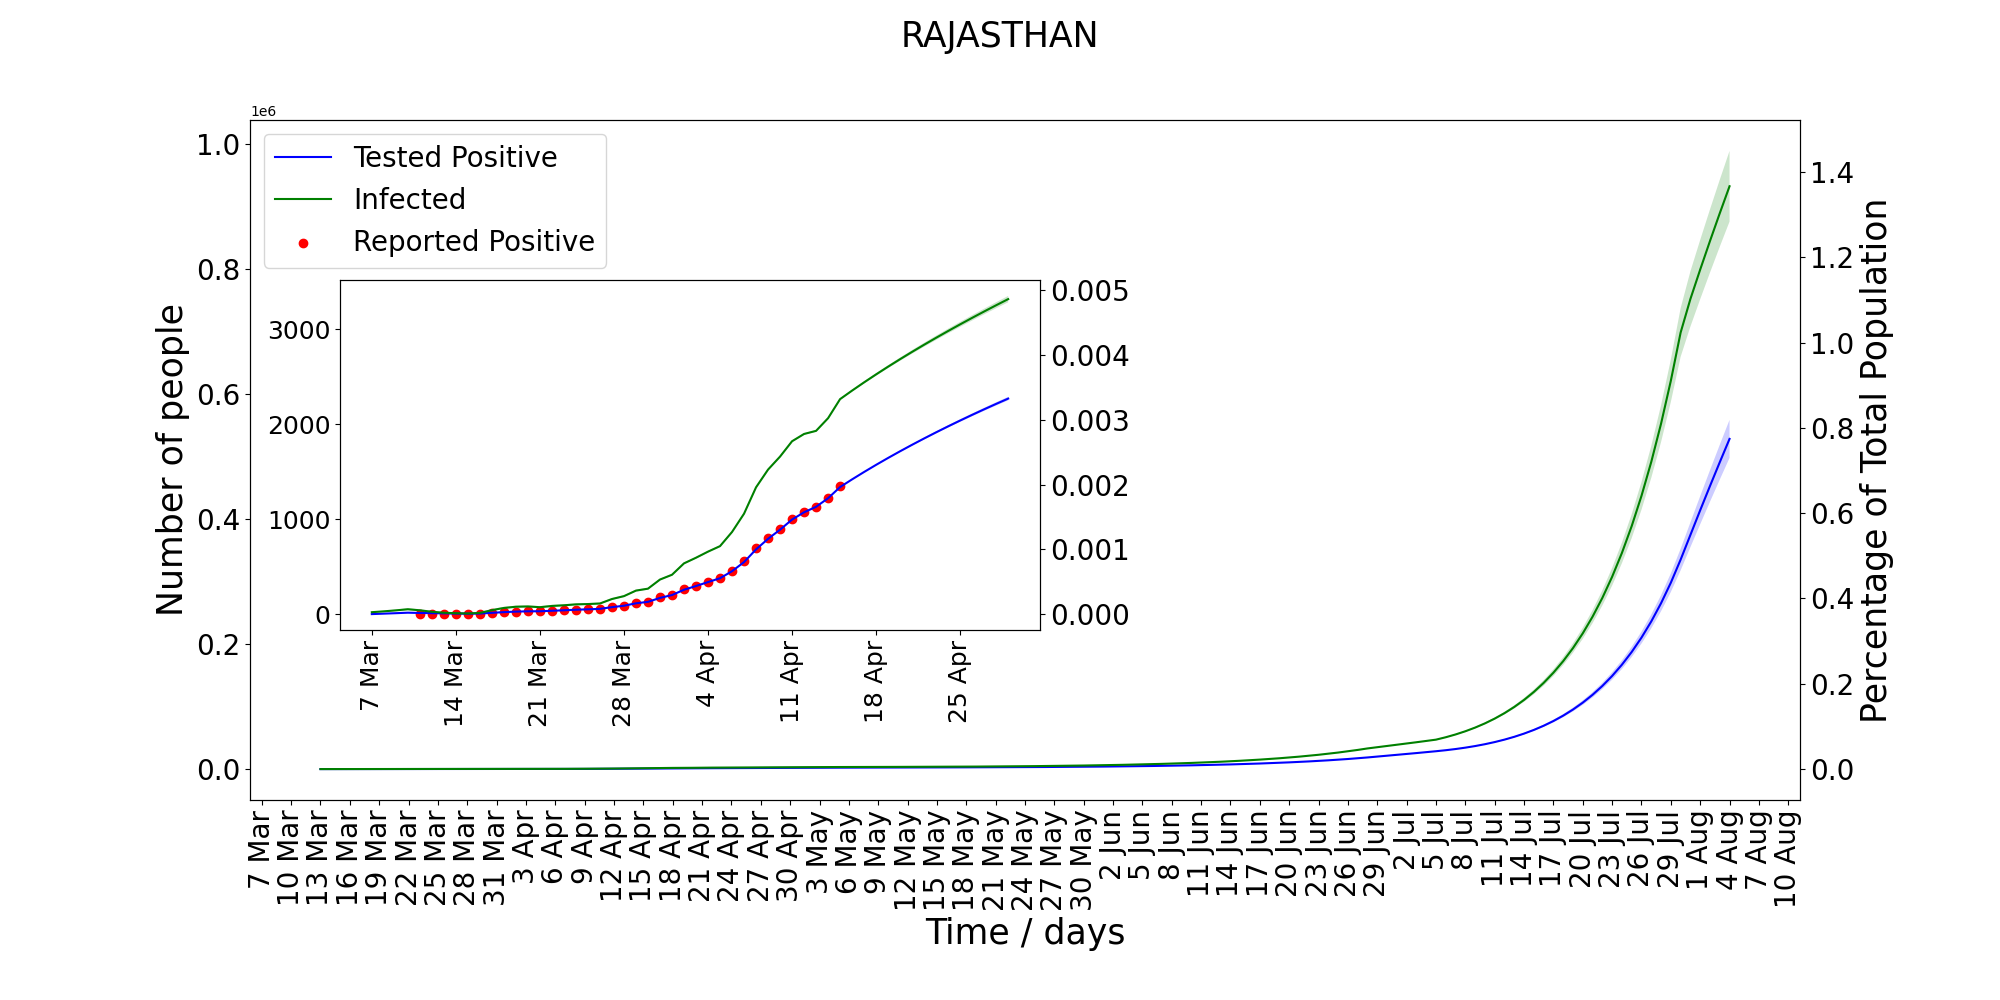 RAJASTHAN
1e6
1.0
0.8
0.6
0.4
0.2
0.0
Number of people
Tested Positive
Infected
Reported Positive
3000
2000
1000
0
0.005
0.004
0.003
0.002
0.001
0.000
7 Mar
14 Mar
21 Mar
28 Mar
4 Apr
11 Apr
18 Apr
25 Apr
1.4
1.2
1.0
0.8
0.6
0.4
0.2
0.0
Percentage of Total Population
7 Mar
10 Mar
13 Mar
16 Mar
19 Mar
22 Mar
25 Mar
28 Mar
31 Mar
3 Apr
6 Apr
9 Apr
12 Apr
15 Apr
18 Apr
21 Apr
24 Apr
27 Apr
30 Apr
3 May
6 May
9 May
12 May
15 May
18 May
21 May
24 May
27 May
30 May
2 Jun
5 Jun
8 Jun
11 Jun
14 Jun
17 Jun
20 Jun
23 Jun
26 Jun
29 Jun
2 Jul
5 Jul
8 Jul
11 Jul
14 Jul
17 Jul
20 Jul
23 Jul
26 Jul
29 Jul
1 Aug
4 Aug
7 Aug
10 Aug
Time / days